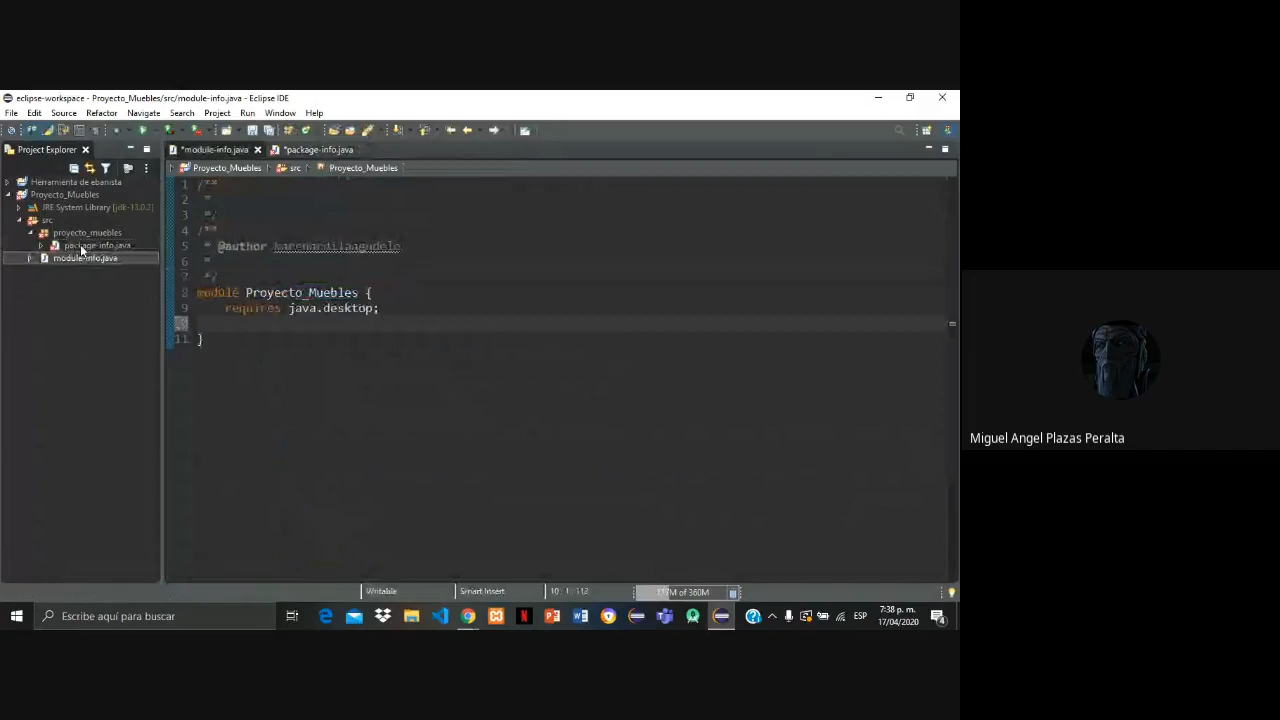 eclipse-workspace - Proyecto_Muebles/src/module-info.java - Eclipse IDE
File Edit Source Refactor Navigate Search Project Run Window Help
Project Explorer
*module-info.java
*package-info.java
Proyecto_Muebles
src
Proyecto_Muebles
Herramienta de ebanista
Proyecto_Muebles
JRE System Library [jdk-13.0.2]
src
proyecto_muebles
package-info.java
module-info.java
1 /**
2 *
3 */
4 /**
5 * @author
6 *
7 */
8 module Proyecto_Muebles {
9 requires java.desktop;
10
11 }
Writable
Smart Insert
of 360M
Escribe aquí para buscar
ESP
7:38 p. m.
17/04/2020
4
Miguel Angel Plazas Peralta